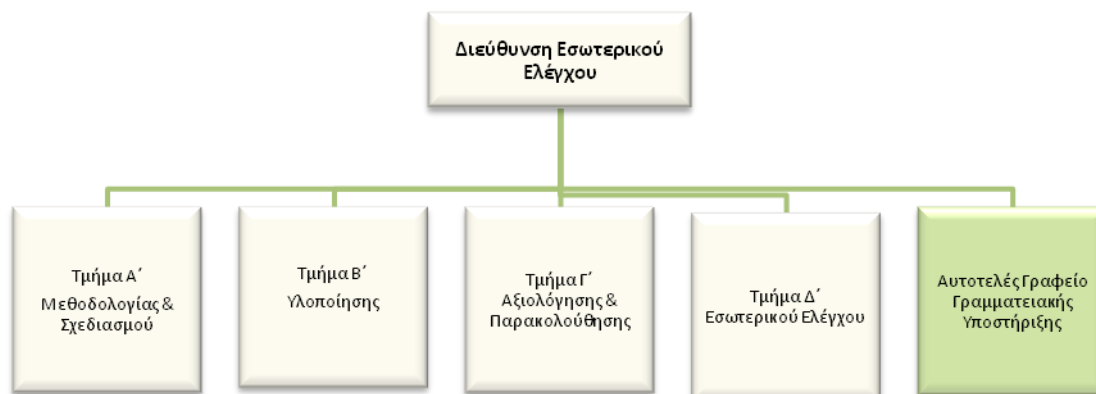 Διεύθυνση Εσωτερικού
Ελέγχου
Τμήμα Α΄
Μεθοδολογίας &
Σχεδιασμού
Τμήμα Β΄
Υλοποίησης
Τμήμα Γ΄
Αξιολόγησης &
Παρακολούθησης
Τμήμα Δ΄
Εσωτερικού Ελέγχου
Αυτοτελές Γραφείο
Γραμματειακής
Υποστήριξης